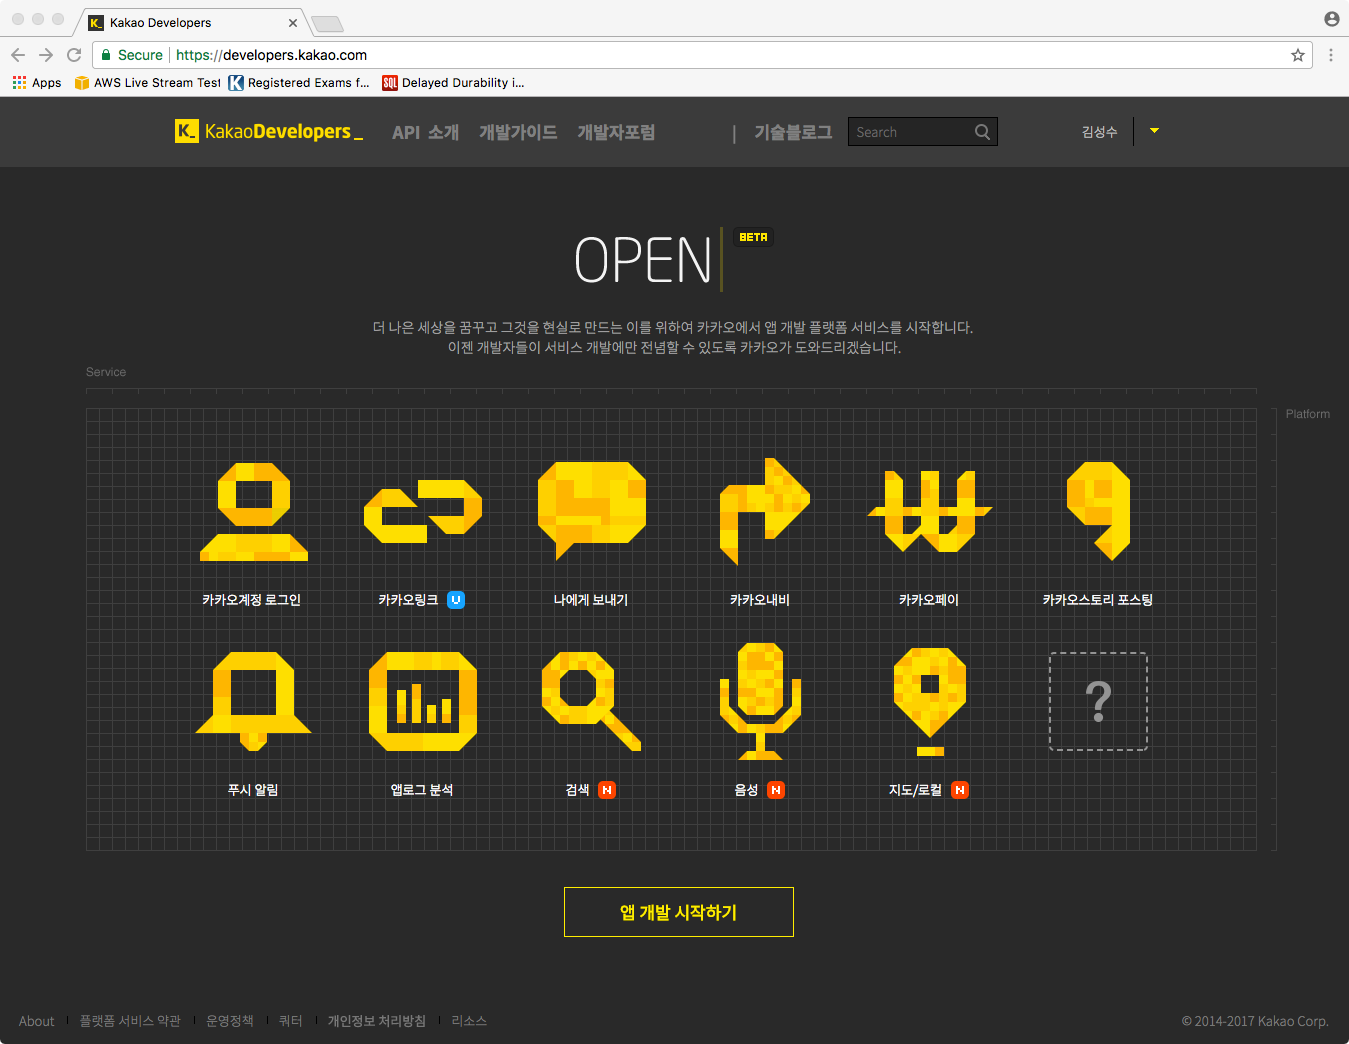 Kakao Developers
Secure
https://developers.kakao.com
Apps
AWS Live Stream Test
Registered Exams f...
SQL
Delayed Durability i...
K_
KakaoDevelopers_
API 소개
개발가이드
개발자포럼
|
기술블로그
Search
김성수
OPEN
BETA
더 나은 세상을 꿈꾸고 그것을 현실로 만드는 이를 위하여 카카오에서 앱 개발 플랫폼 서비스를 시작합니다.
이젠 개발자들이 서비스 개발에만 전념할 수 있도록 카카오가 도와드리겠습니다.
Service
Platform
카카오계정 로그인
카카오링크 U
나에게 보내기
카카오내비
카카오페이
카카오스토리 포스팅
?
푸시 알림
앱로그 분석
검색 N
음성 N
지도/로컬 N
앱 개발 시작하기
About
플랫폼 서비스 약관
운영정책
쿼터
개인정보 처리방침
리소스
© 2014-2017 Kakao Corp.